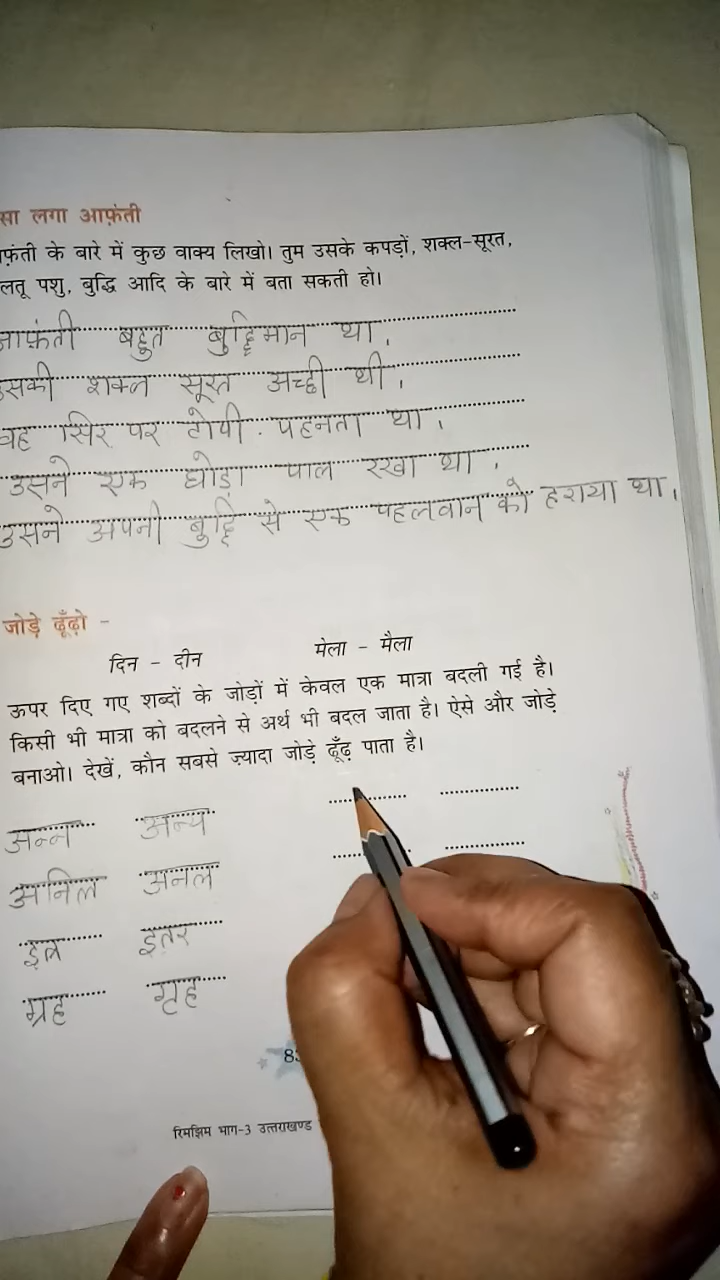 सा लगा आफ़ंती
फ़ंती के बारे में कुछ वाक्य लिखो। तुम उसके कपड़ों, शक्ल-सूरत,
लतू पशु, बुद्धि आदि के बारे में बता सकती हो।
आफ़ंती बहुत बुद्दिमान था.
उसकी शक्ल सूरत अच्छी थी.
वह सिर पर टोपी पहनता था.
उसने एक घोड़ा पाल रखा था.
उसने अपनी बुद्दि से एक पहलवान को हराया था.
जोड़े ढूँढ़ो -
दिन - दीन मेला - मैला
ऊपर दिए गए शब्दों के जोड़ों में केवल एक मात्रा बदली गई है।
किसी भी मात्रा को बदलने से अर्थ भी बदल जाता है। ऐसे और जोड़े
बनाओ। देखें, कौन सबसे ज़्यादा जोड़े ढूँढ़ पाता है।
अन्न अन्य
अनिल अनल
इत्र इतर
ग्रह गृह
रिमझिम भाग-3 उत्तराखण्ड